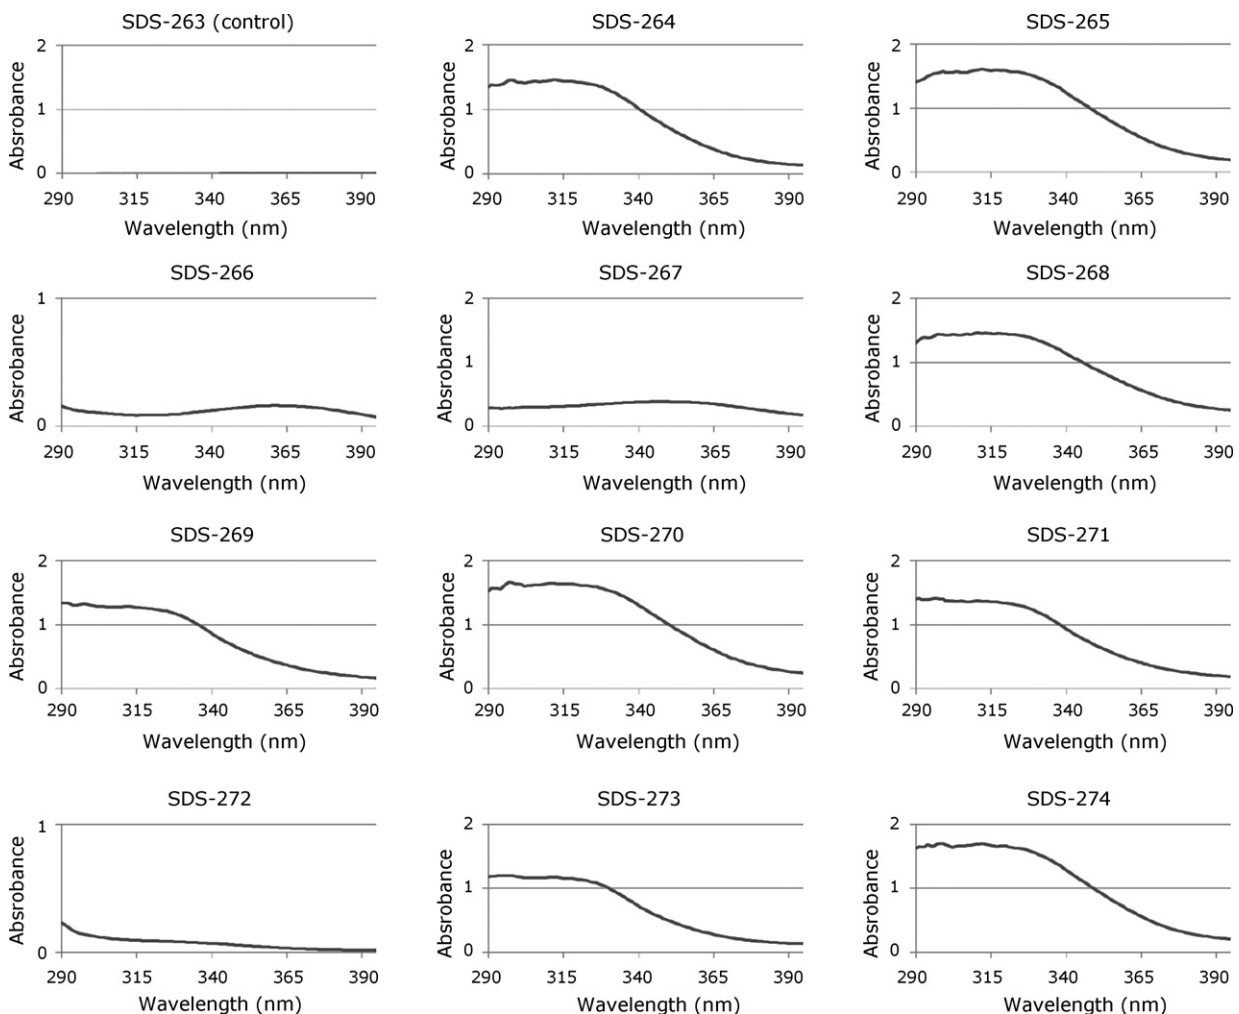 SDS-263 (control)
2
1
0
Absrobance
290 315 340 365 390
Wavelength (nm)
SDS-264
2
1
0
Absrobance
290 315 340 365 390
Wavelength (nm)
SDS-265
2
1
0
Absrobance
290 315 340 365 390
Wavelength (nm)
SDS-266
1
0
Absrobance
290 315 340 365 390
Wavelength (nm)
SDS-267
2
1
0
Absrobance
290 315 340 365 390
Wavelength (nm)
SDS-268
2
1
0
Absrobance
290 315 340 365 390
Wavelength (nm)
SDS-269
2
1
0
Absrobance
290 315 340 365 390
Wavelength (nm)
SDS-270
2
1
0
Absrobance
290 315 340 365 390
Wavelength (nm)
SDS-271
2
1
0
Absrobance
290 315 340 365 390
Wavelength (nm)
SDS-272
1
0
Absrobance
290 315 340 365 390
Wavelength (nm)
SDS-273
2
1
0
Absrobance
290 315 340 365 390
Wavelength (nm)
SDS-274
2
1
0
Absrobance
290 315 340 365 390
Wavelength (nm)